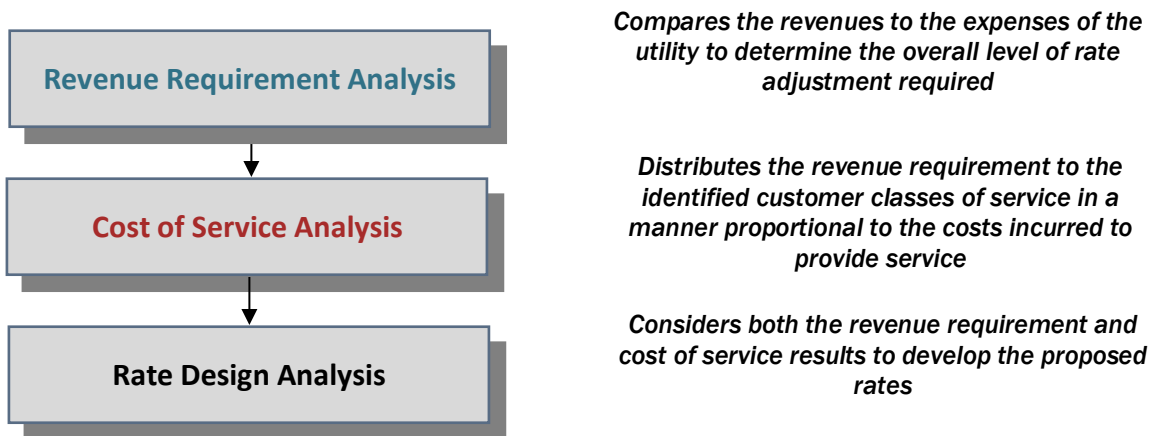 Revenue Requirement Analysis
Compares the revenues to the expenses of the
utility to determine the overall level of rate
adjustment required
Cost of Service Analysis
Distributes the revenue requirement to the
identified customer classes of service in a
manner proportional to the costs incurred to
provide service
Rate Design Analysis
Considers both the revenue requirement and
cost of service results to develop the proposed
rates